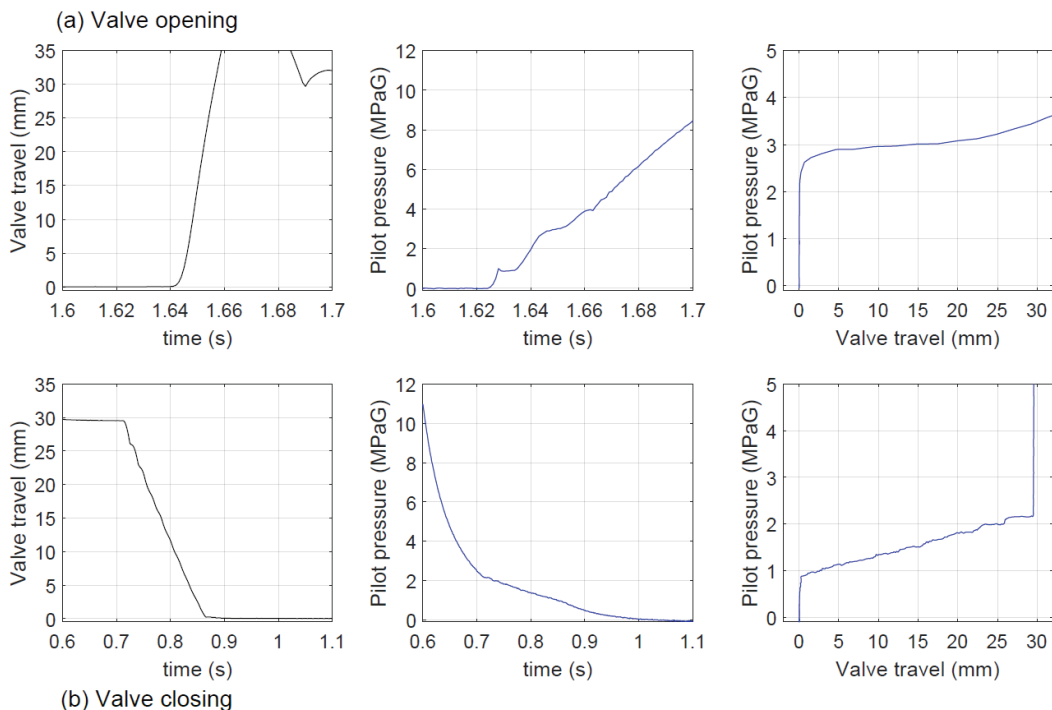 (a) Valve opening
35
30
25
20
15
10
5
0
Valve travel (mm)
1.6 1.62 1.64 1.66 1.68 1.7
time (s)
12
10
8
6
4
2
0
Pilot pressure (MPaG)
1.6 1.62 1.64 1.66 1.68 1.7
time (s)
5
4
3
2
1
0
Pilot pressure (MPaG)
0 5 10 15 20 25 30
Valve travel (mm)
35
30
25
20
15
10
5
0
Valve travel (mm)
0.6 0.7 0.8 0.9 1 1.1
time (s)
12
10
8
6
4
2
0
Pilot pressure (MPaG)
0.6 0.7 0.8 0.9 1 1.1
time (s)
5
4
3
2
1
0
Pilot pressure (MPaG)
0 5 10 15 20 25 30
Valve travel (mm)
(b) Valve closing